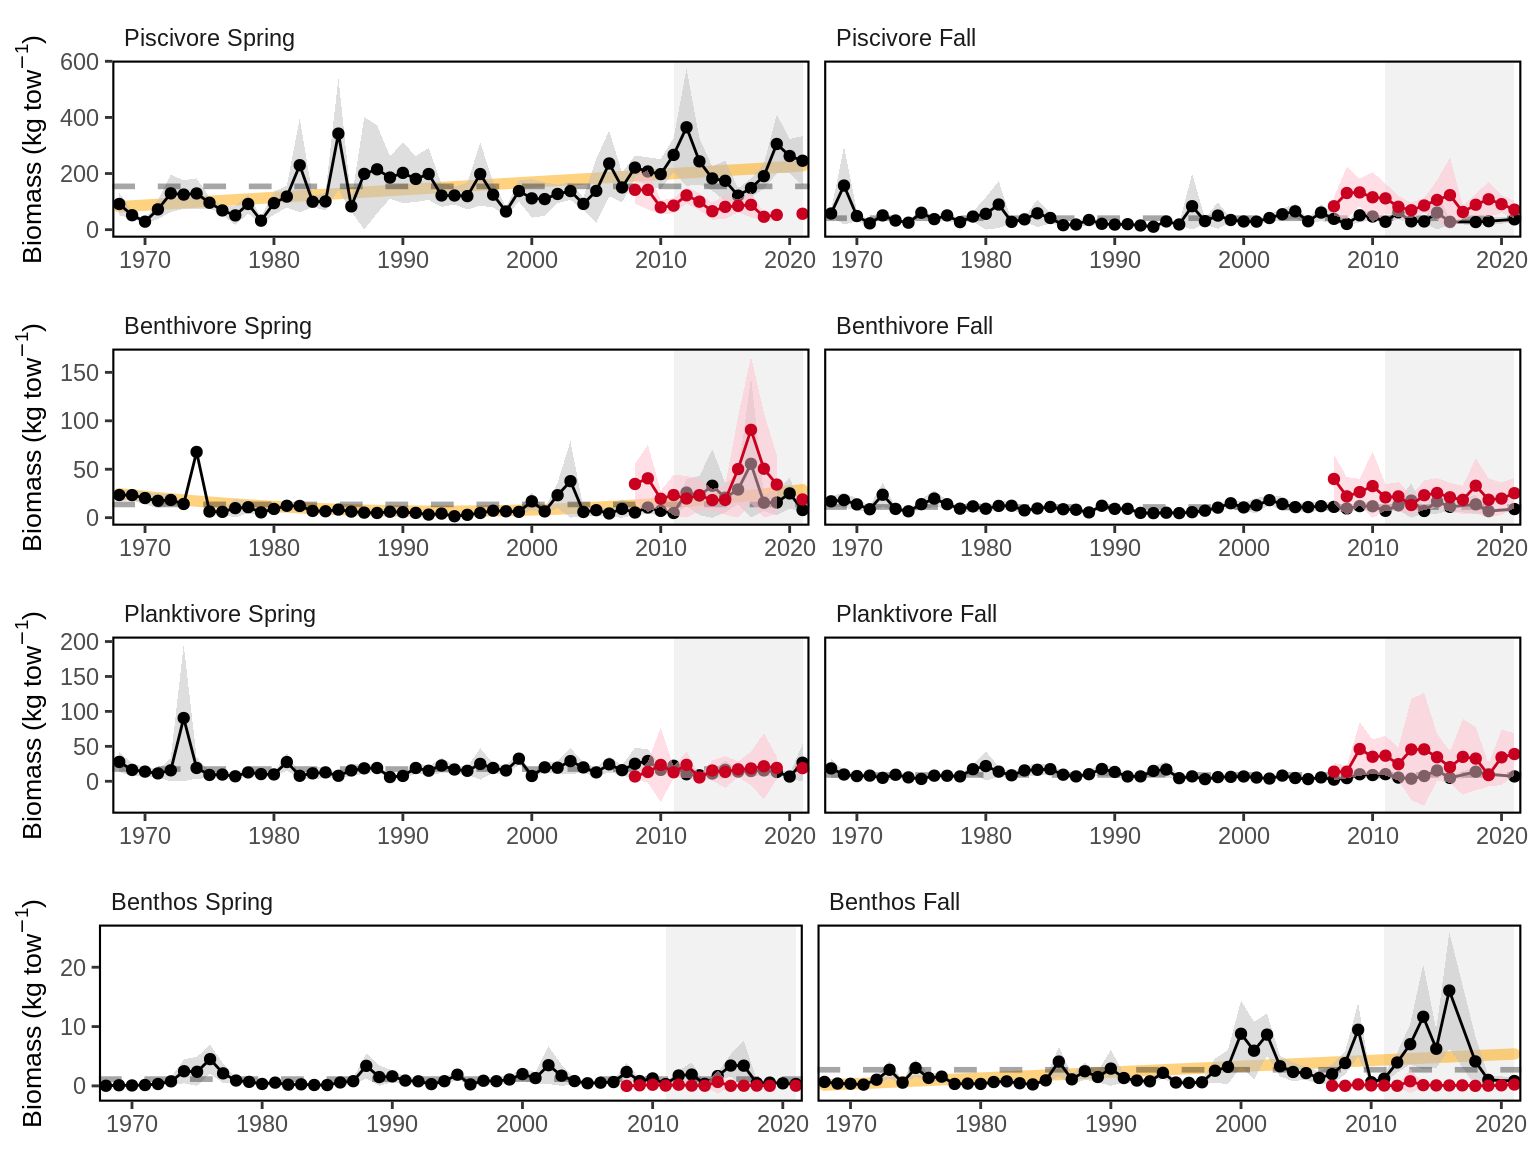 Piscivore Spring
Piscivore Fall
Biomass (kg tow−1)
600
400
200
0
1970 1980 1990 2000 2010 2020
1970 1980 1990 2000 2010 2020
Benthivore Spring
Benthivore Fall
Biomass (kg tow−1)
150
100
50
0
1970 1980 1990 2000 2010 2020
1970 1980 1990 2000 2010 2020
Planktivore Spring
Planktivore Fall
Biomass (kg tow−1)
200
150
100
50
0
1970 1980 1990 2000 2010 2020
1970 1980 1990 2000 2010 2020
Benthos Spring
Benthos Fall
Biomass (kg tow−1)
20
10
0
1970 1980 1990 2000 2010 2020
1970 1980 1990 2000 2010 2020